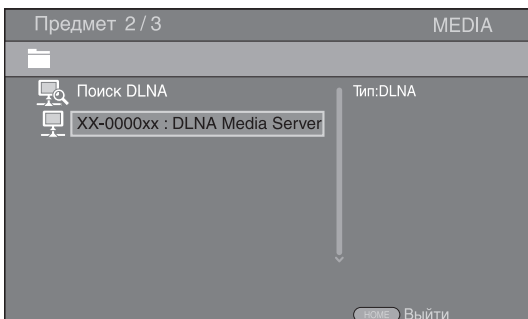 Предмет 2/3 MEDIA
Поиск DLNA
Тип:DLNA
XX-0000xx : DLNA Media Server
HOME Выйти